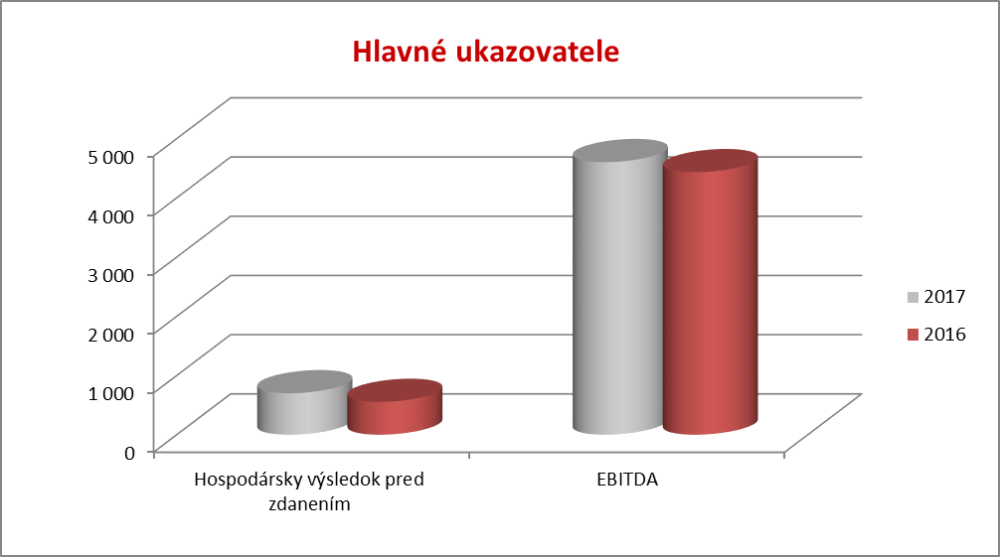 Hlavné ukazovatele
5 000
4 000
3 000
2 000
1 000
0
Hospodársky výsledok pred
zdanením
EBITDA
2017
2016